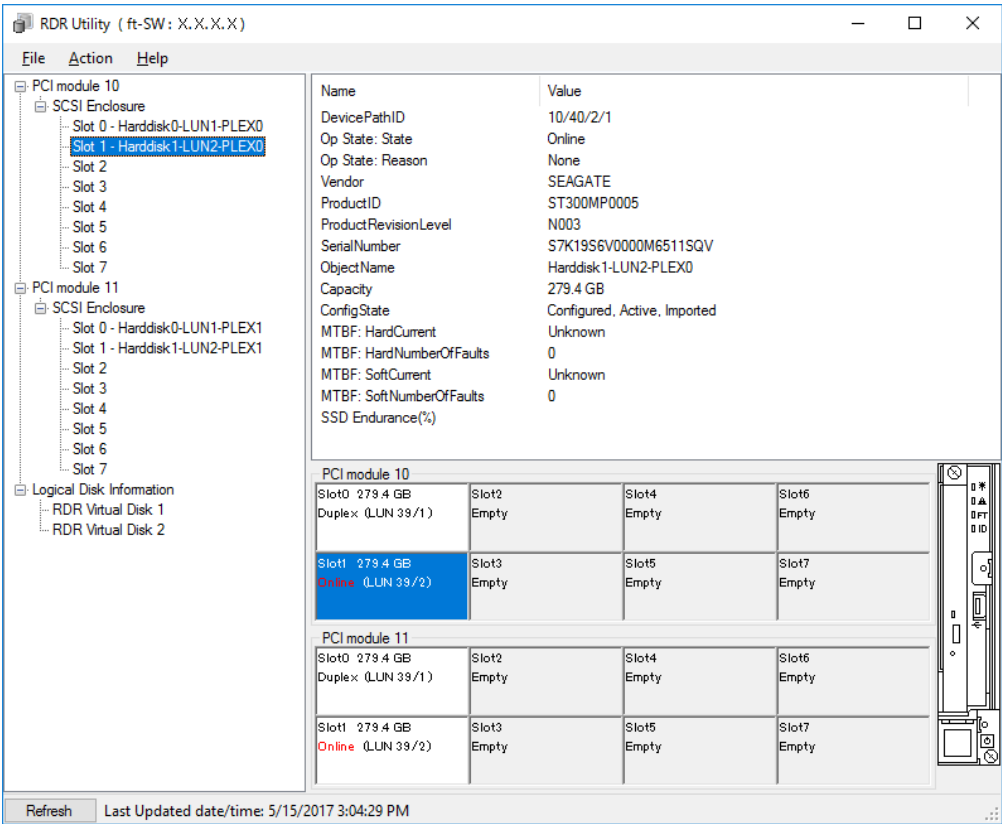 RDR Utility ( ft-SW : X.X.X.X )
File Action Help
PCI module 10
SCSI Enclosure
Slot 0 - Harddisk0-LUN1-PLEX0
Slot 1 - Harddisk1-LUN2-PLEX0
Slot 2
Slot 3
Slot 4
Slot 5
Slot 6
Slot 7
PCI module 11
SCSI Enclosure
Slot 0 - Harddisk0-LUN1-PLEX1
Slot 1 - Harddisk1-LUN2-PLEX1
Slot 2
Slot 3
Slot 4
Slot 5
Slot 6
Slot 7
Logical Disk Information
RDR Virtual Disk 1
RDR Virtual Disk 2
Name Value
DevicePathID 10/40/2/1
Op State: State Online
Op State: Reason None
Vendor SEAGATE
ProductID ST300MP0005
ProductRevisionLevel N003
SerialNumber S7K19S6V0000M6511SQV
ObjectName Harddisk1-LUN2-PLEX0
Capacity 279.4 GB
ConfigState Configured, Active, Imported
MTBF: HardCurrent Unknown
MTBF: HardNumberOfFaults 0
MTBF: SoftCurrent Unknown
MTBF: SoftNumberOfFaults 0
SSD Endurance(%)
PCI module 10
Slot0 279.4 GB Slot2 Slot4 Slot6
Duplex (LUN 39/1) Empty Empty Empty
Slot1 279.4 GB Slot3 Slot5 Slot7
Online (LUN 39/2) Empty Empty Empty
PCI module 11
Slot0 279.4 GB Slot2 Slot4 Slot6
Duplex (LUN 39/1) Empty Empty Empty
Slot1 279.4 GB Slot3 Slot5 Slot7
Online (LUN 39/2) Empty Empty Empty
FT
ID
Refresh Last Updated date/time: 5/15/2017 3:04:29 PM